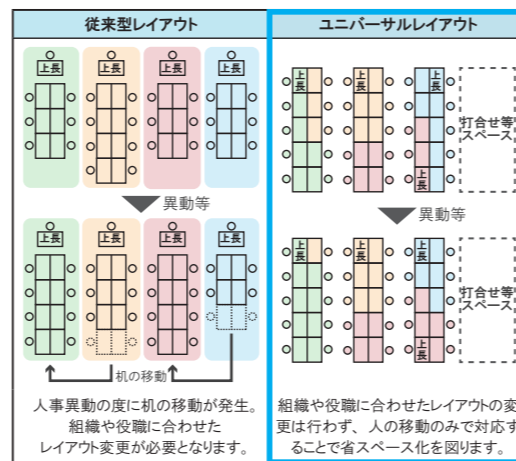 従来型レイアウト
上長
上長
上長
上長
異動等
上長
上長
上長
上長
机の移動
人事異動の度に机の移動が発生。
組織や役職に合わせた
レイアウト変更が必要となります。
ユニバーサルレイアウト
上長
上長
上長
上長
打合せ等
スペース
異動等
上長
上長
上長
上長
打合せ等
スペース
組織や役職に合わせたレイアウトの変
更は行わず、人の移動のみで対応す
ることで省スペース化を図ります。